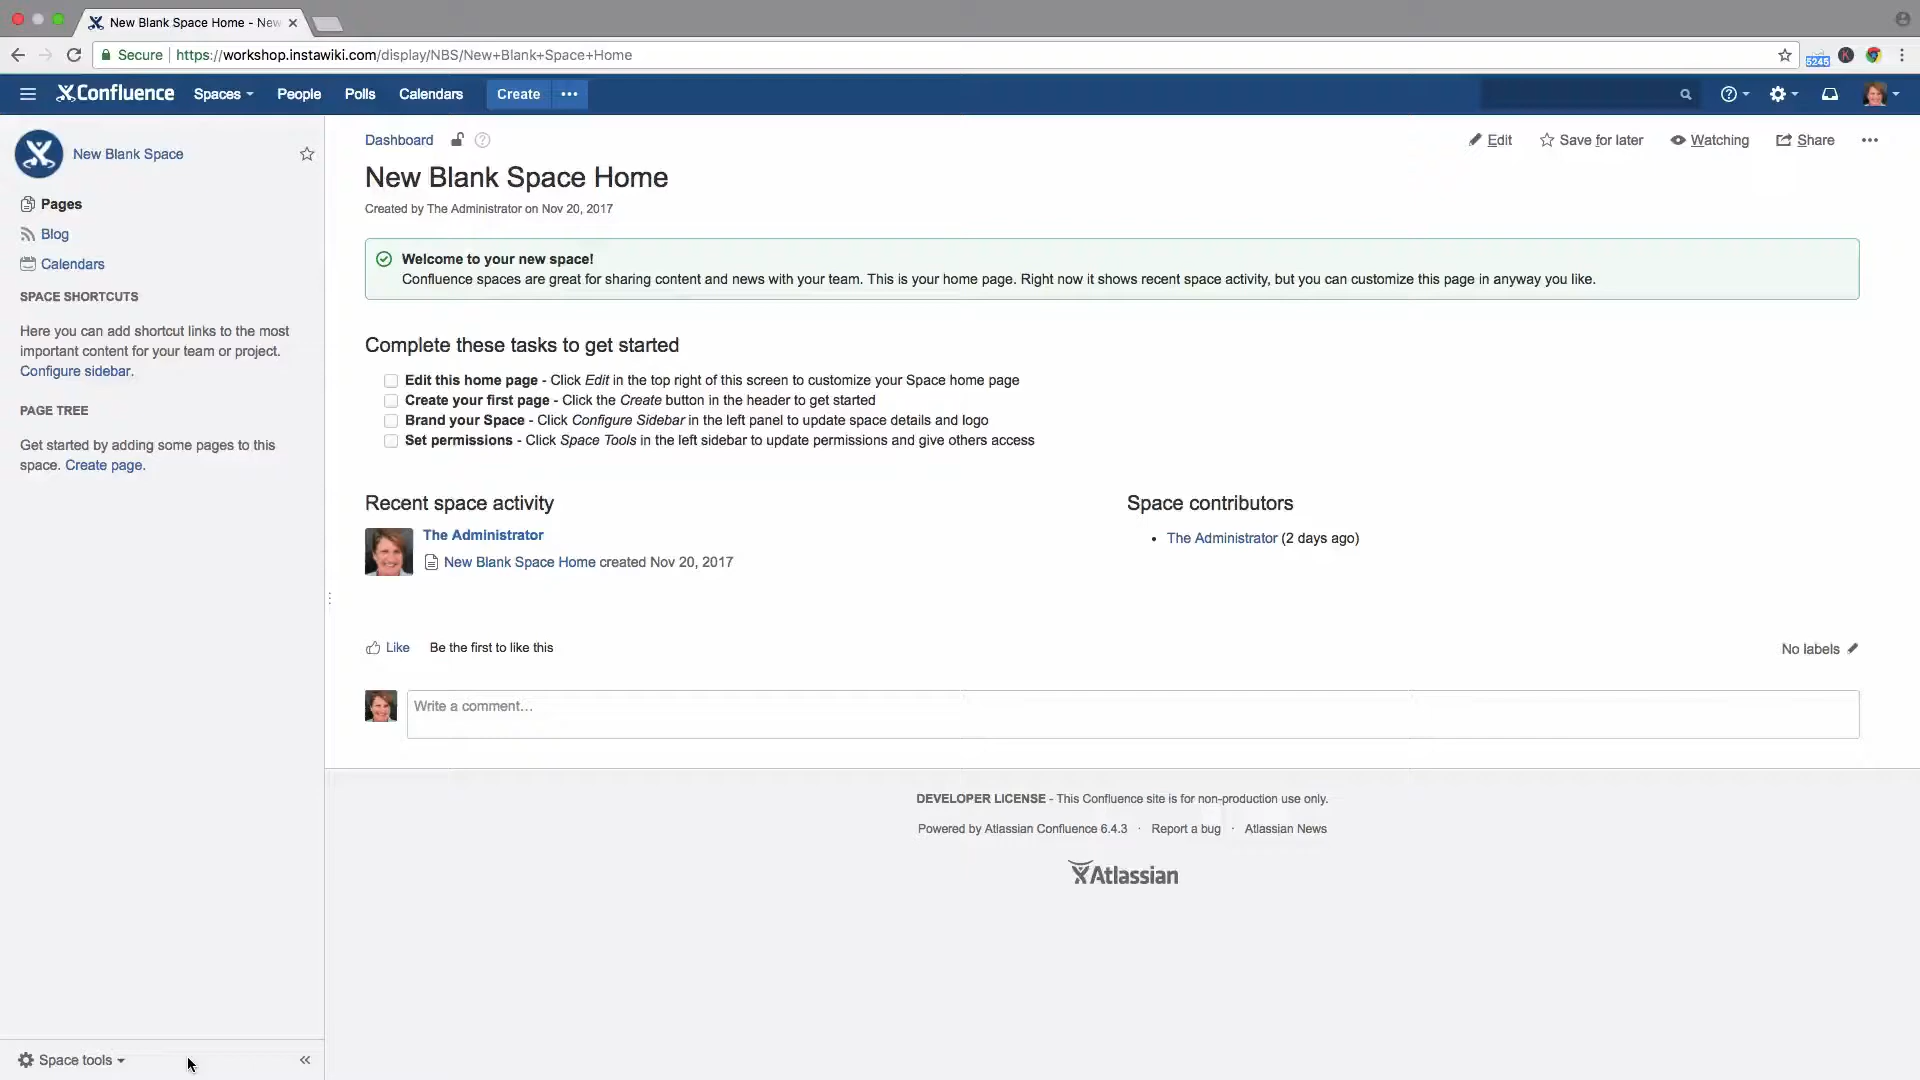 New Blank Space Home - New
Secure
https://workshop.instawiki.com/display/NBS/New+Blank+Space+Home
5245
K
Confluence
Spaces
People
Polls
Calendars
Create
New Blank Space
Pages
Blog
Calendars
SPACE SHORTCUTS
Here you can add shortcut links to the most
important content for your team or project.
Configure sidebar.
PAGE TREE
Get started by adding some pages to this
space. Create page.
Space tools
Dashboard
Edit
Save for later
Watching
Share
New Blank Space Home
Created by The Administrator on Nov 20, 2017
Welcome to your new space!
Confluence spaces are great for sharing content and news with your team. This is your home page. Right now it shows recent space activity, but you can customize this page in anyway you like.
Complete these tasks to get started
Edit this home page - Click Edit in the top right of this screen to customize your Space home page
Create your first page - Click the Create button in the header to get started
Brand your Space - Click Configure Sidebar in the left panel to update space details and logo
Set permissions - Click Space Tools in the left sidebar to update permissions and give others access
Recent space activity
The Administrator
New Blank Space Home created Nov 20, 2017
Space contributors
• The Administrator (2 days ago)
Like
Be the first to like this
No labels
Write a comment...
DEVELOPER LICENSE - This Confluence site is for non-production use only.
Powered by Atlassian Confluence 6.4.3 · Report a bug · Atlassian News
Atlassian